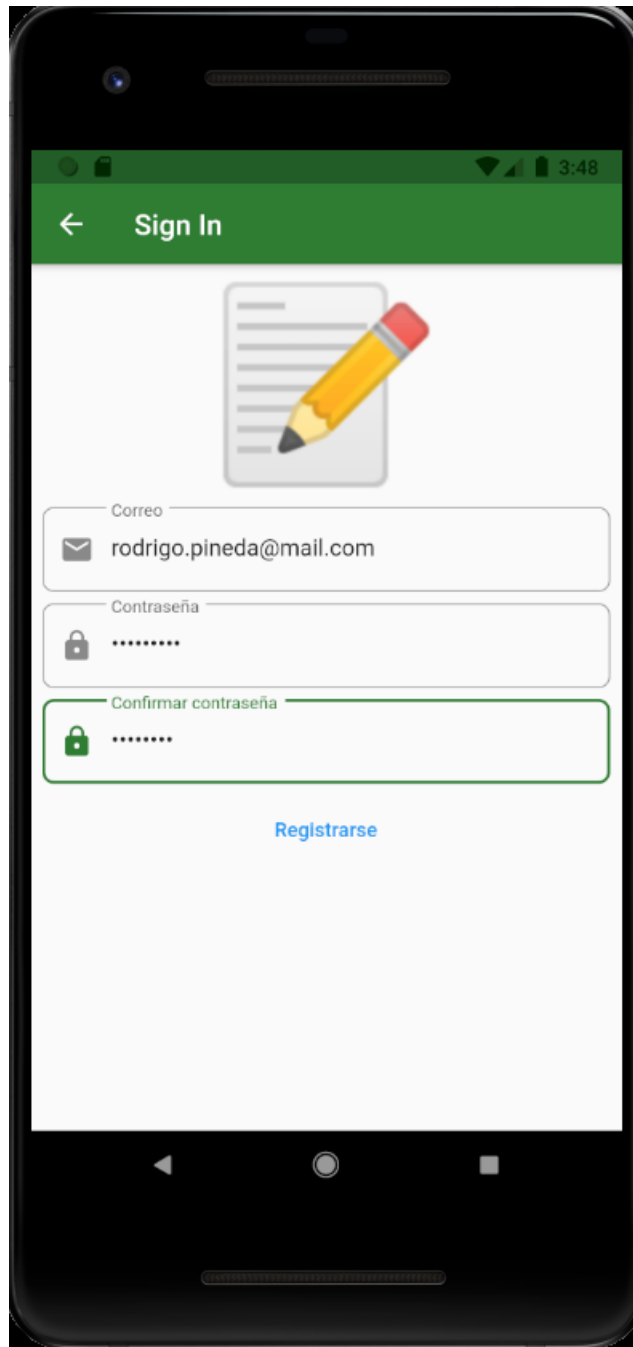 3:48
Sign In
Correo
rodrigo.pineda@mail.com
Contraseña
•••••••••
Confirmar contraseña
••••••••
Registrarse